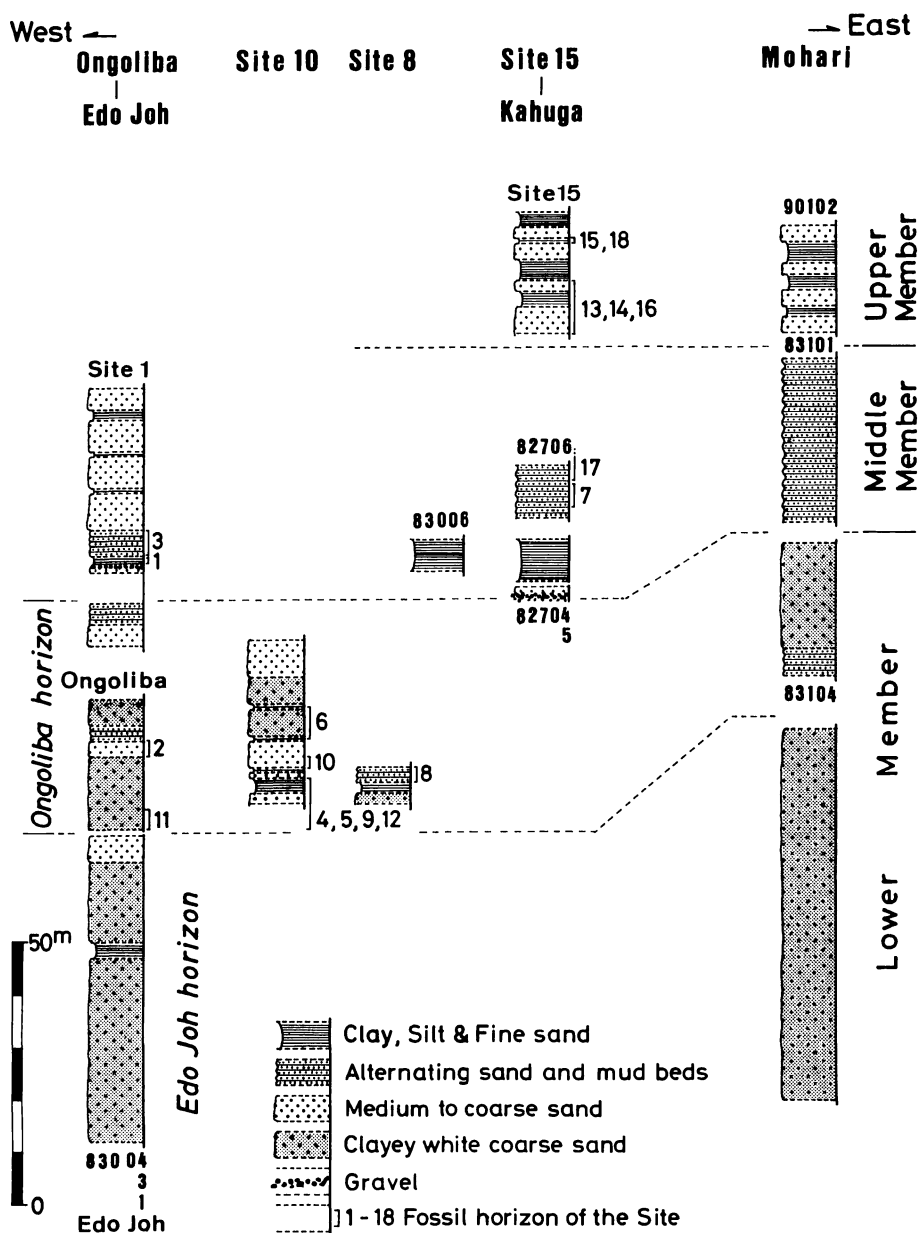 West ← → East
Ongoliba Site 10 Site 8 Site 15 Mohari
Edo Joh Kahuga
Site 15
90102
15, 18
13, 14, 16
Upper
Member
83101
Site 1
82706
17
7
Middle
Member
83006
3
1
82704
5
Ongoliba horizon
Ongoliba
83104
6
2
10
8
11
4, 5, 9, 12
Member
Edo Joh horizon
Lower
50m
Clay, Silt & Fine sand
Alternating sand and mud beds
Medium to coarse sand
Clayey white coarse sand
83004
Gravel
3
1
0
1-18 Fossil horizon of the Site
Edo Joh